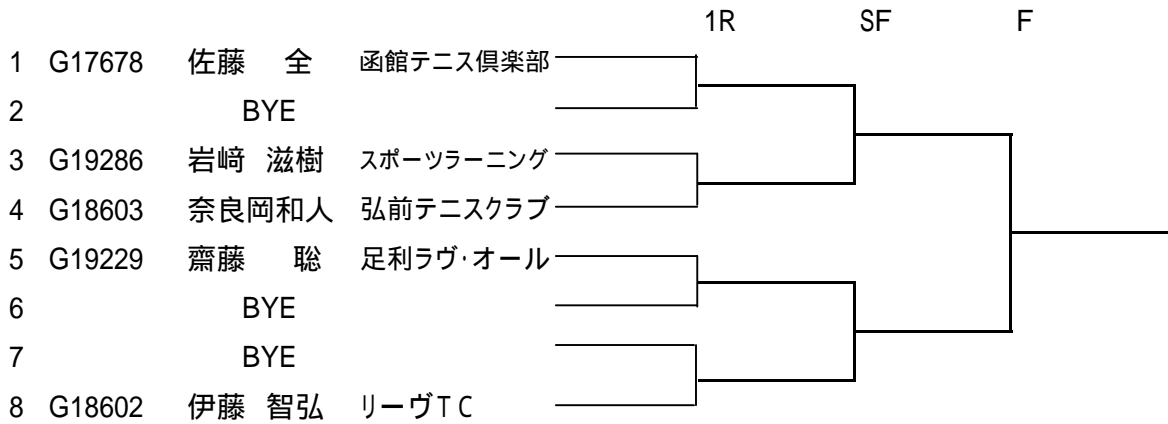 1R SF F
1 G17678 佐藤 全 函館テニス倶楽部
2 BYE
3 G19286 岩﨑 滋樹 スポーツラーニング
4 G18603 奈良岡和人 弘前テニスクラブ
5 G19229 齋藤 聡 足利ラヴ・オール
6 BYE
7 BYE
8 G18602 伊藤 智弘 リーヴTC